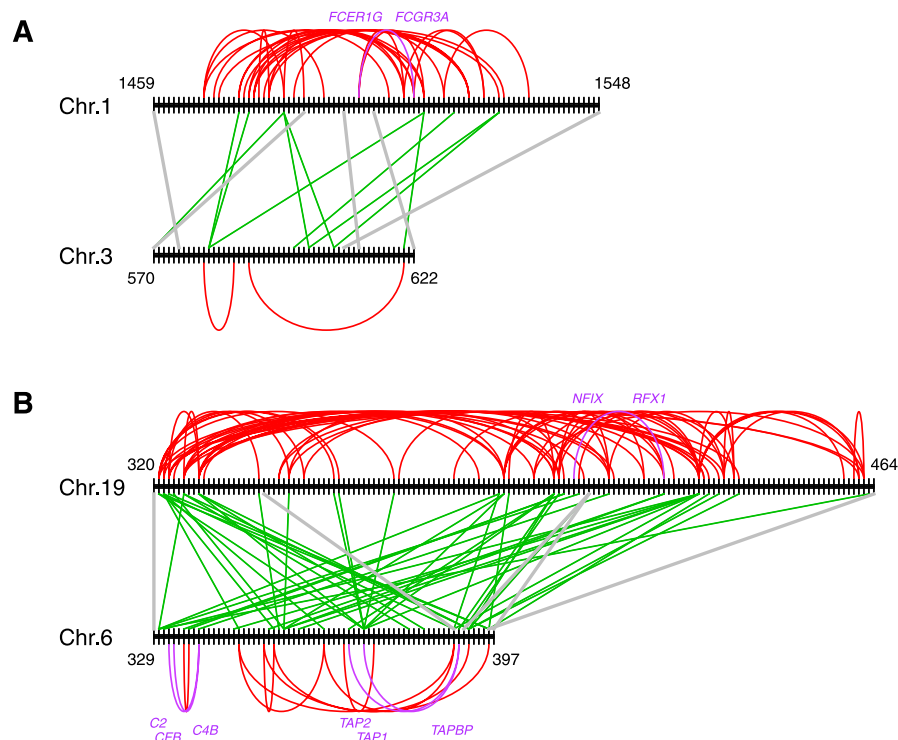 A
FCER1G FCGR3A
1459 1548
Chr.1
Chr.3
570 622
B
NFIX RFX1
320 464
Chr.19
Chr.6
329 397
C2 CFB C4B TAP2 TAP1 TAPBP